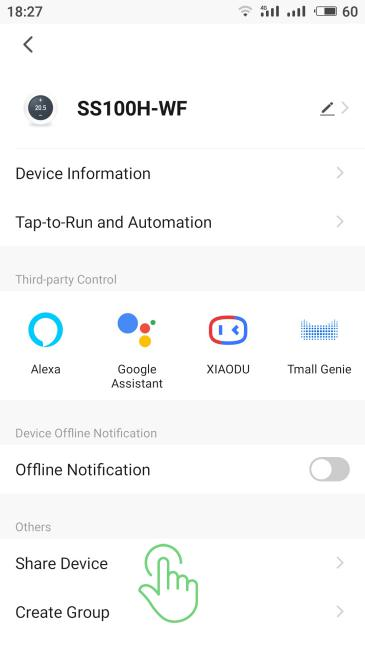 18:27
4G
60
SS100H-WF
20.5
Device Information
Tap-to-Run and Automation
Third-party Control
Alexa
Google
Assistant
XIAODU
Tmall Genie
Device Offline Notification
Offline Notification
Others
Share Device
Create Group